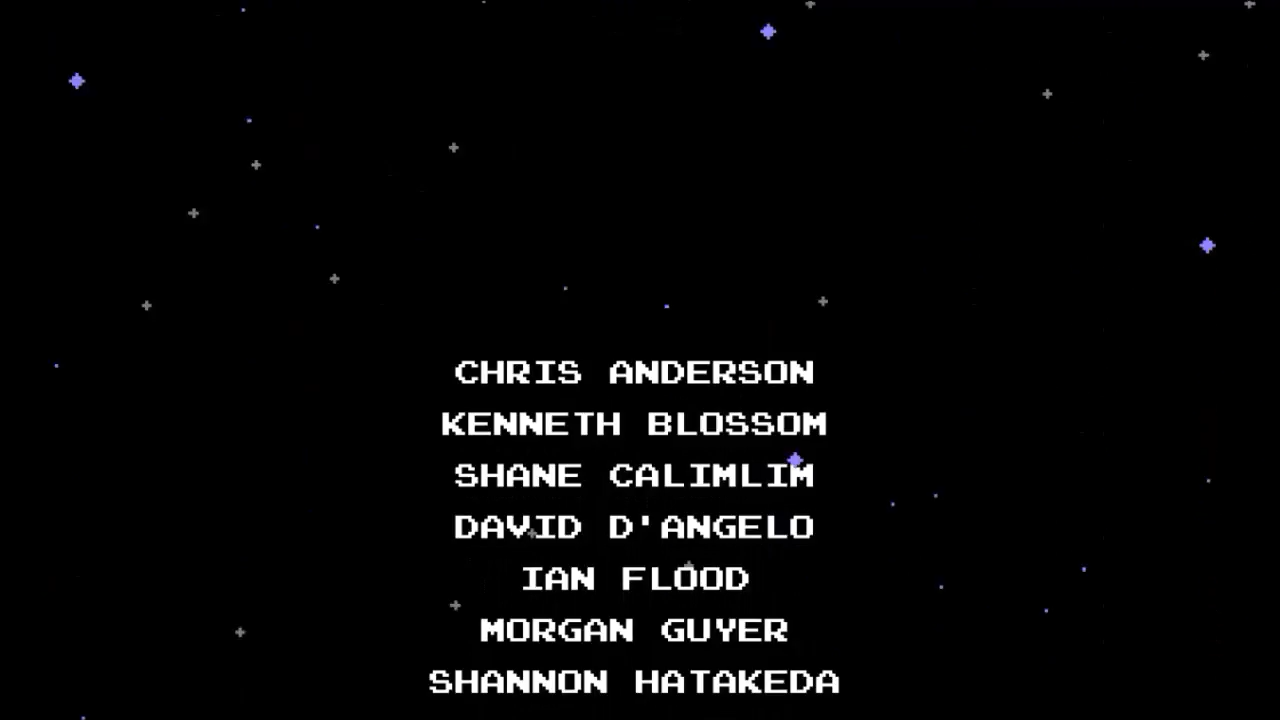 CHRIS ANDERSON
KENNETH BLOSSOM
SHANE CALIMLIM
DAVID D'ANGELO
IAN FLOOD
MORGAN GUYER
SHANNON HATAKEDA